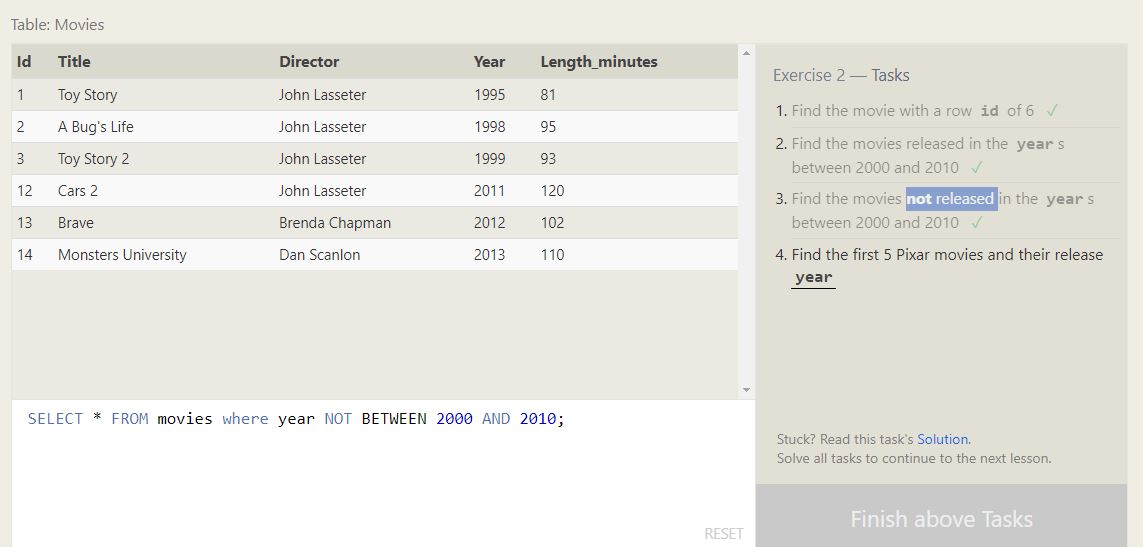 Table: Movies
Id Title Director Year Length_minutes
1 Toy Story John Lasseter 1995 81
2 A Bug's Life John Lasseter 1998 95
3 Toy Story 2 John Lasseter 1999 93
12 Cars 2 John Lasseter 2011 120
13 Brave Brenda Chapman 2012 102
14 Monsters University Dan Scanlon 2013 110
SELECT * FROM movies where year NOT BETWEEN 2000 AND 2010;
RESET
Exercise 2 — Tasks
1. Find the movie with a row id of 6 ✓
2. Find the movies released in the year s
between 2000 and 2010 ✓
3. Find the movies not released in the year s
between 2000 and 2010 ✓
4. Find the first 5 Pixar movies and their release
year
Stuck? Read this task's Solution.
Solve all tasks to continue to the next lesson.
Finish above Tasks